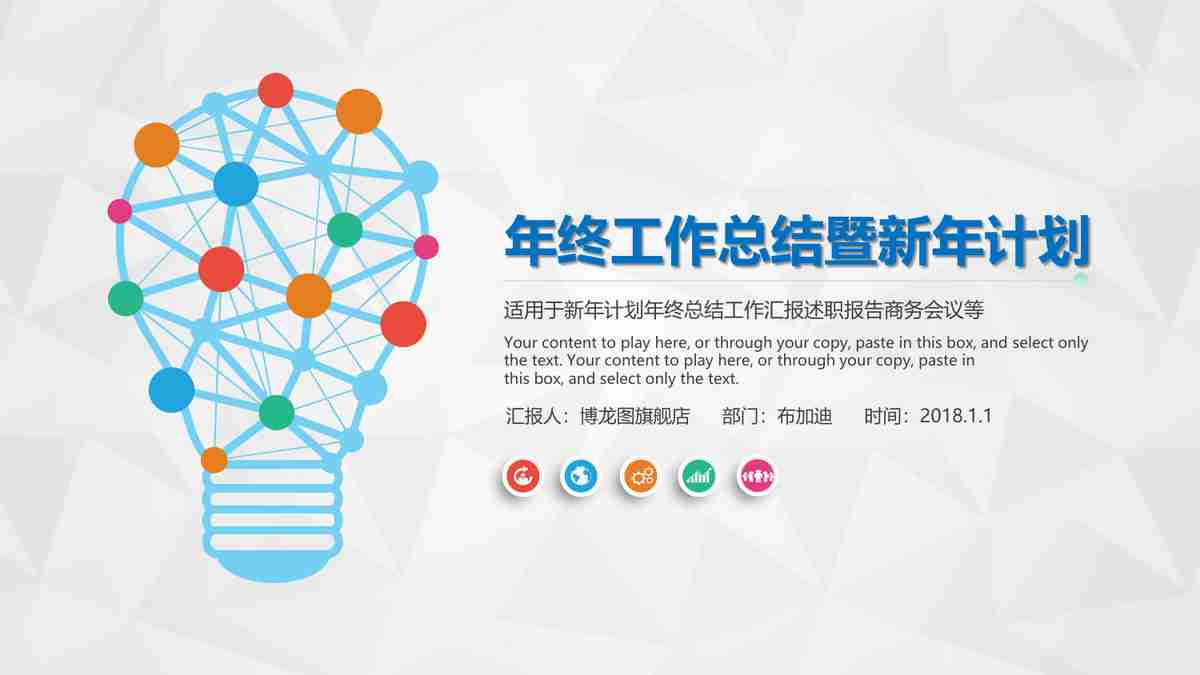 年终工作总结暨新年计划
适用于新年计划年终总结工作汇报述职报告商务会议等
Your content to play here, or through your copy, paste in this box, and select only
the text. Your content to play here, or through your copy, paste in
this box, and select only the text.
汇报人：博龙图旗舰店 部门：布加迪 时间：2018.1.1